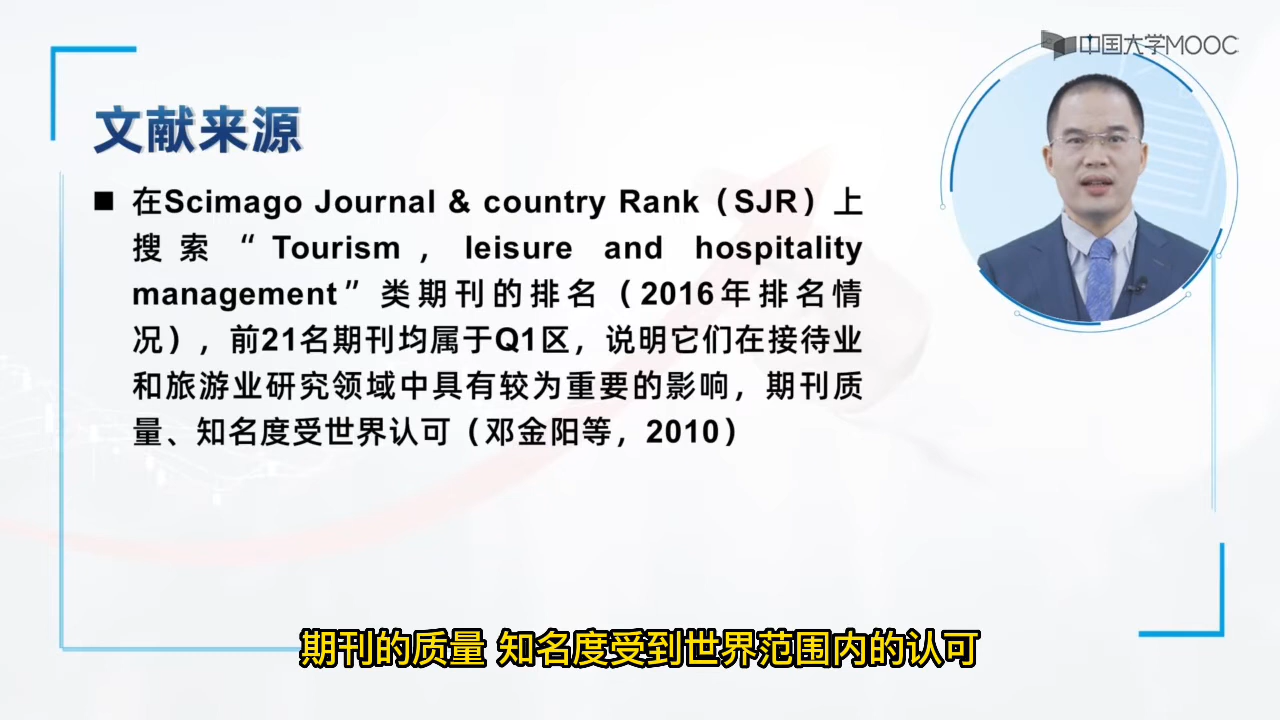 中国大学MOOC
文献来源
■ 在Scimago Journal & country Rank（SJR）上
搜索“Tourism，leisure and hospitality
management”类期刊的排名（2016年排名情
况），前21名期刊均属于Q1区，说明它们在接待业
和旅游业研究领域中具有较为重要的影响，期刊质
量、知名度受世界认可（邓金阳等，2010）
期刊的质量 知名度受到世界范围内的认可